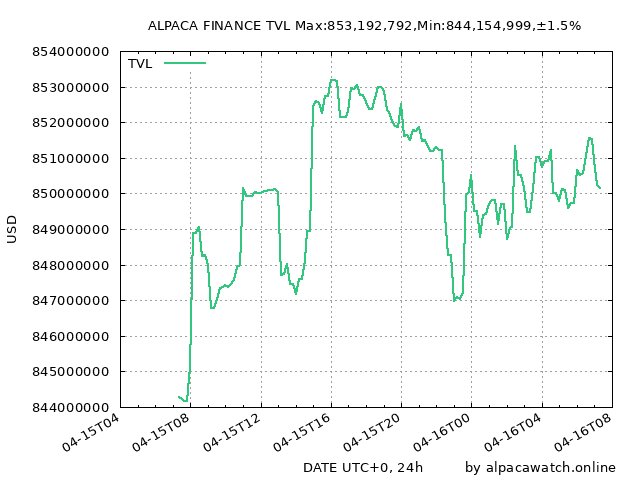 ALPACA FINANCE TVL Max:853,192,792,Min:844,154,999,±1.5%
TVL
854000000
853000000
852000000
851000000
850000000
849000000
848000000
847000000
846000000
845000000
844000000
USD
04-15T04
04-15T08
04-15T12
04-15T16
04-15T20
04-16T00
04-16T04
04-16T08
DATE UTC+0, 24h
by alpacawatch.online